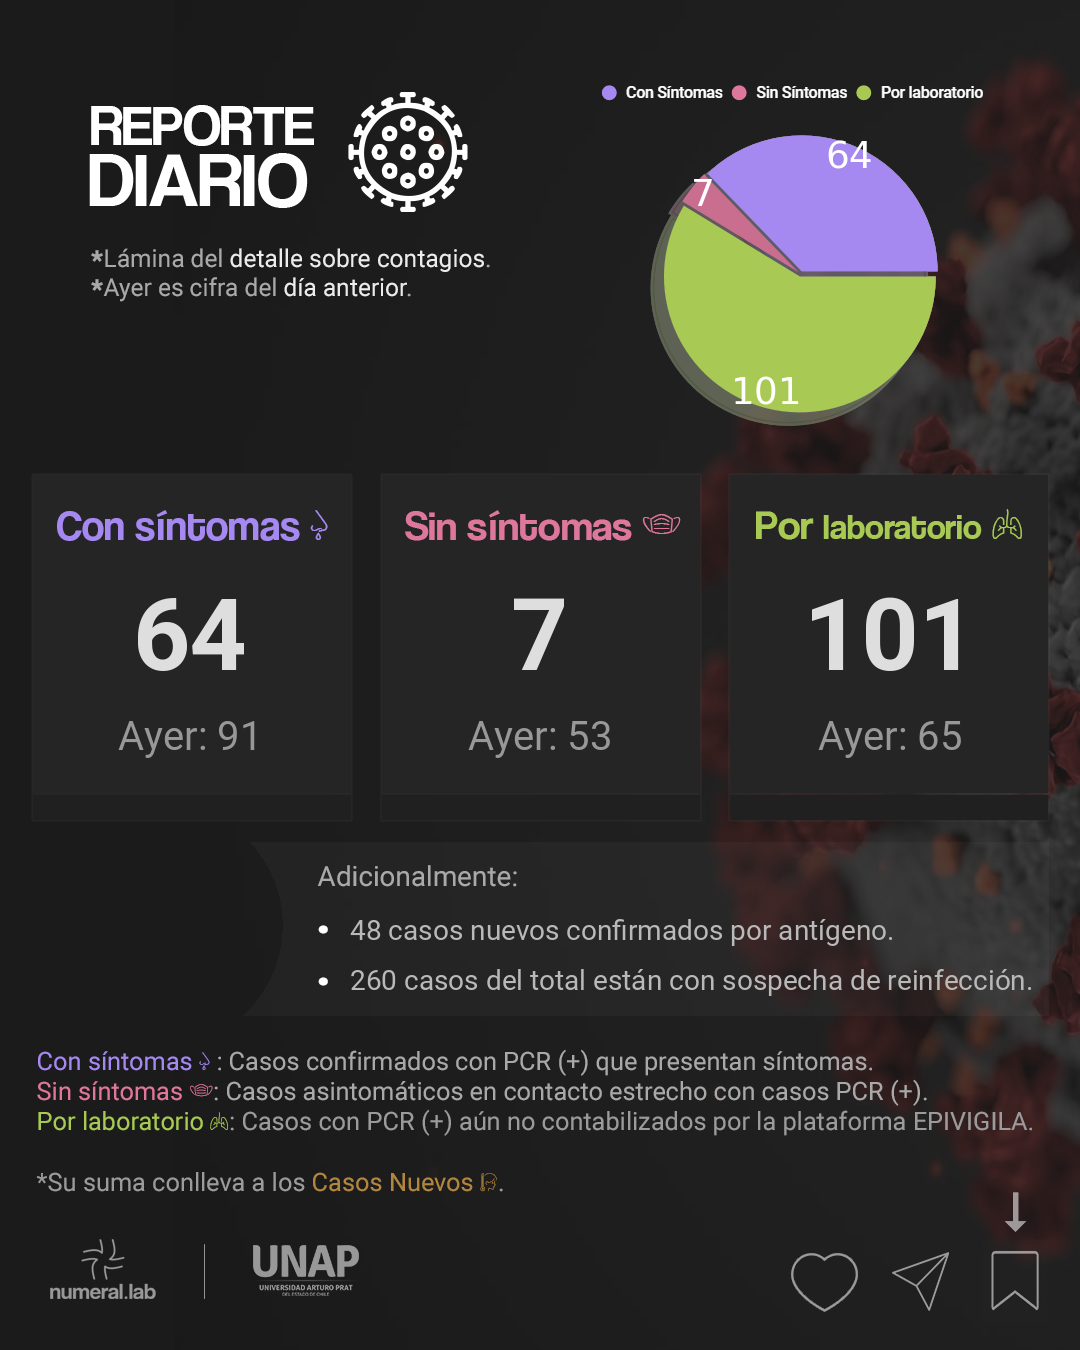 REPORTE
DIARIO
*Lámina del detalle sobre contagios.
*Ayer es cifra del día anterior.
Con Síntomas Sin Síntomas Por laboratorio
64
7
101
Con síntomas
64
Ayer: 91
Sin síntomas
7
Ayer: 53
Por laboratorio
101
Ayer: 65
Adicionalmente:
• 48 casos nuevos confirmados por antígeno.
• 260 casos del total están con sospecha de reinfección.
Con síntomas : Casos confirmados con PCR (+) que presentan síntomas.
Sin síntomas : Casos asintomáticos en contacto estrecho con casos PCR (+).
Por laboratorio : Casos con PCR (+) aún no contabilizados por la plataforma EPIVIGILA.
*Su suma conlleva a los Casos Nuevos .
numeral.lab
UNAP
UNIVERSIDAD ARTURO PRAT
DEL ESTADO DE CHILE